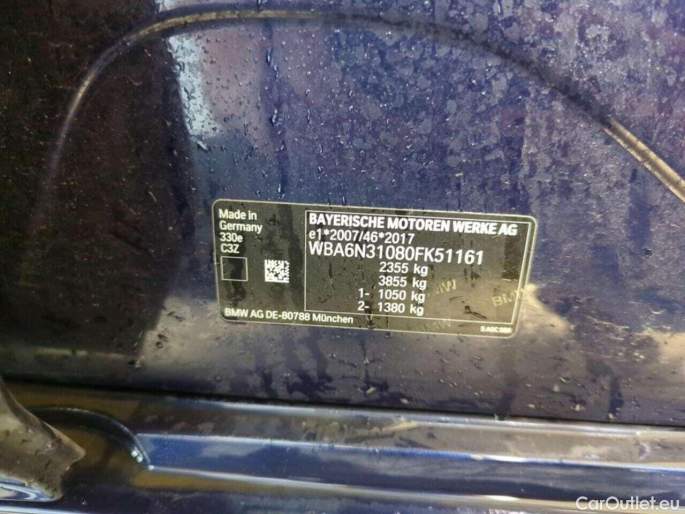 Made in
Germany
330e
C3Z
BAYERISCHE MOTOREN WERKE AG
e1*2007/46*2017
WBA6N31080FK51161
2355 kg
3855 kg
1- 1050 kg
2- 1380 kg
BMW AG DE-80788 München
CarOutlet.eu